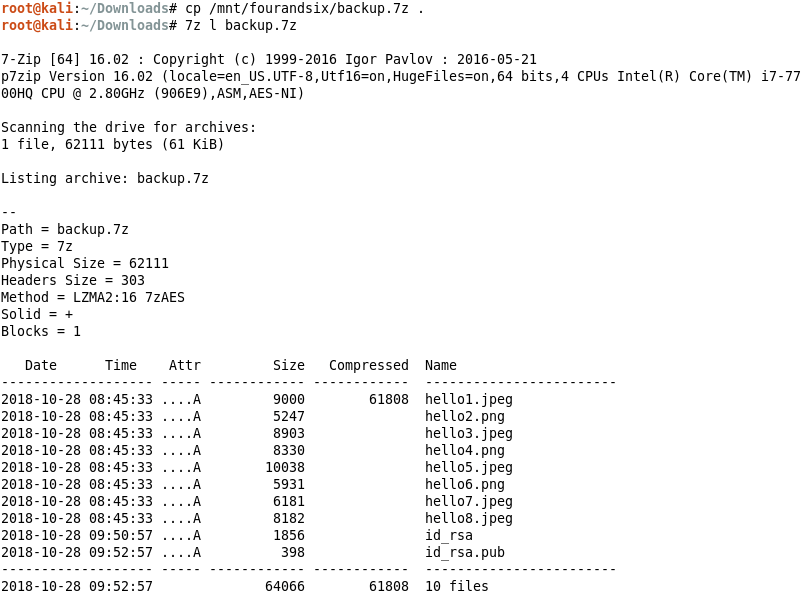 root@kali:~/Downloads# cp /mnt/fourandsix/backup.7z .
root@kali:~/Downloads# 7z l backup.7z

7-Zip [64] 16.02 : Copyright (c) 1999-2016 Igor Pavlov : 2016-05-21
p7zip Version 16.02 (locale=en_US.UTF-8,Utf16=on,HugeFiles=on,64 bits,4 CPUs Intel(R) Core(TM) i7-77
00HQ CPU @ 2.80GHz (906E9),ASM,AES-NI)

Scanning the drive for archives:
1 file, 62111 bytes (61 KiB)

Listing archive: backup.7z

--
Path = backup.7z
Type = 7z
Physical Size = 62111
Headers Size = 303
Method = LZMA2:16 7zAES
Solid = +
Blocks = 1

   Date      Time    Attr         Size   Compressed  Name
------------------- ----- ------------ ------------  ------------------------
2018-10-28 08:45:33 ....A         9000        61808  hello1.jpeg
2018-10-28 08:45:33 ....A         5247               hello2.png
2018-10-28 08:45:33 ....A         8903               hello3.jpeg
2018-10-28 08:45:33 ....A         8330               hello4.png
2018-10-28 08:45:33 ....A        10038               hello5.jpeg
2018-10-28 08:45:33 ....A         5931               hello6.png
2018-10-28 08:45:33 ....A         6181               hello7.jpeg
2018-10-28 08:45:33 ....A         8182               hello8.jpeg
2018-10-28 09:50:57 ....A         1856               id_rsa
2018-10-28 09:52:57 ....A          398               id_rsa.pub
------------------- ----- ------------ ------------  ------------------------
2018-10-28 09:52:57              64066        61808  10 files